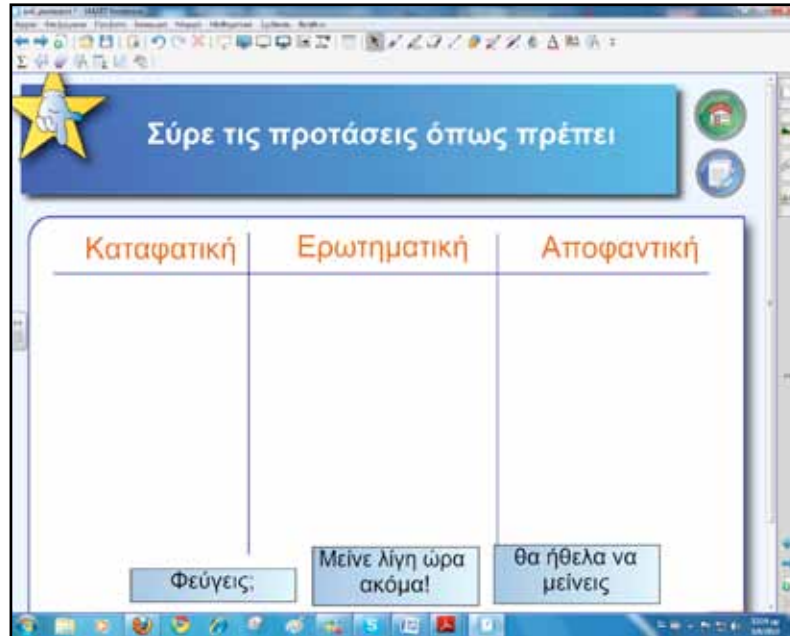 Σύρε τις προτάσεις όπως πρέπει
Καταφατική Ερωτηματική Αποφαντική
Φεύγεις;
Μείνε λίγη ώρα
ακόμα!
θα ήθελα να
μείνεις